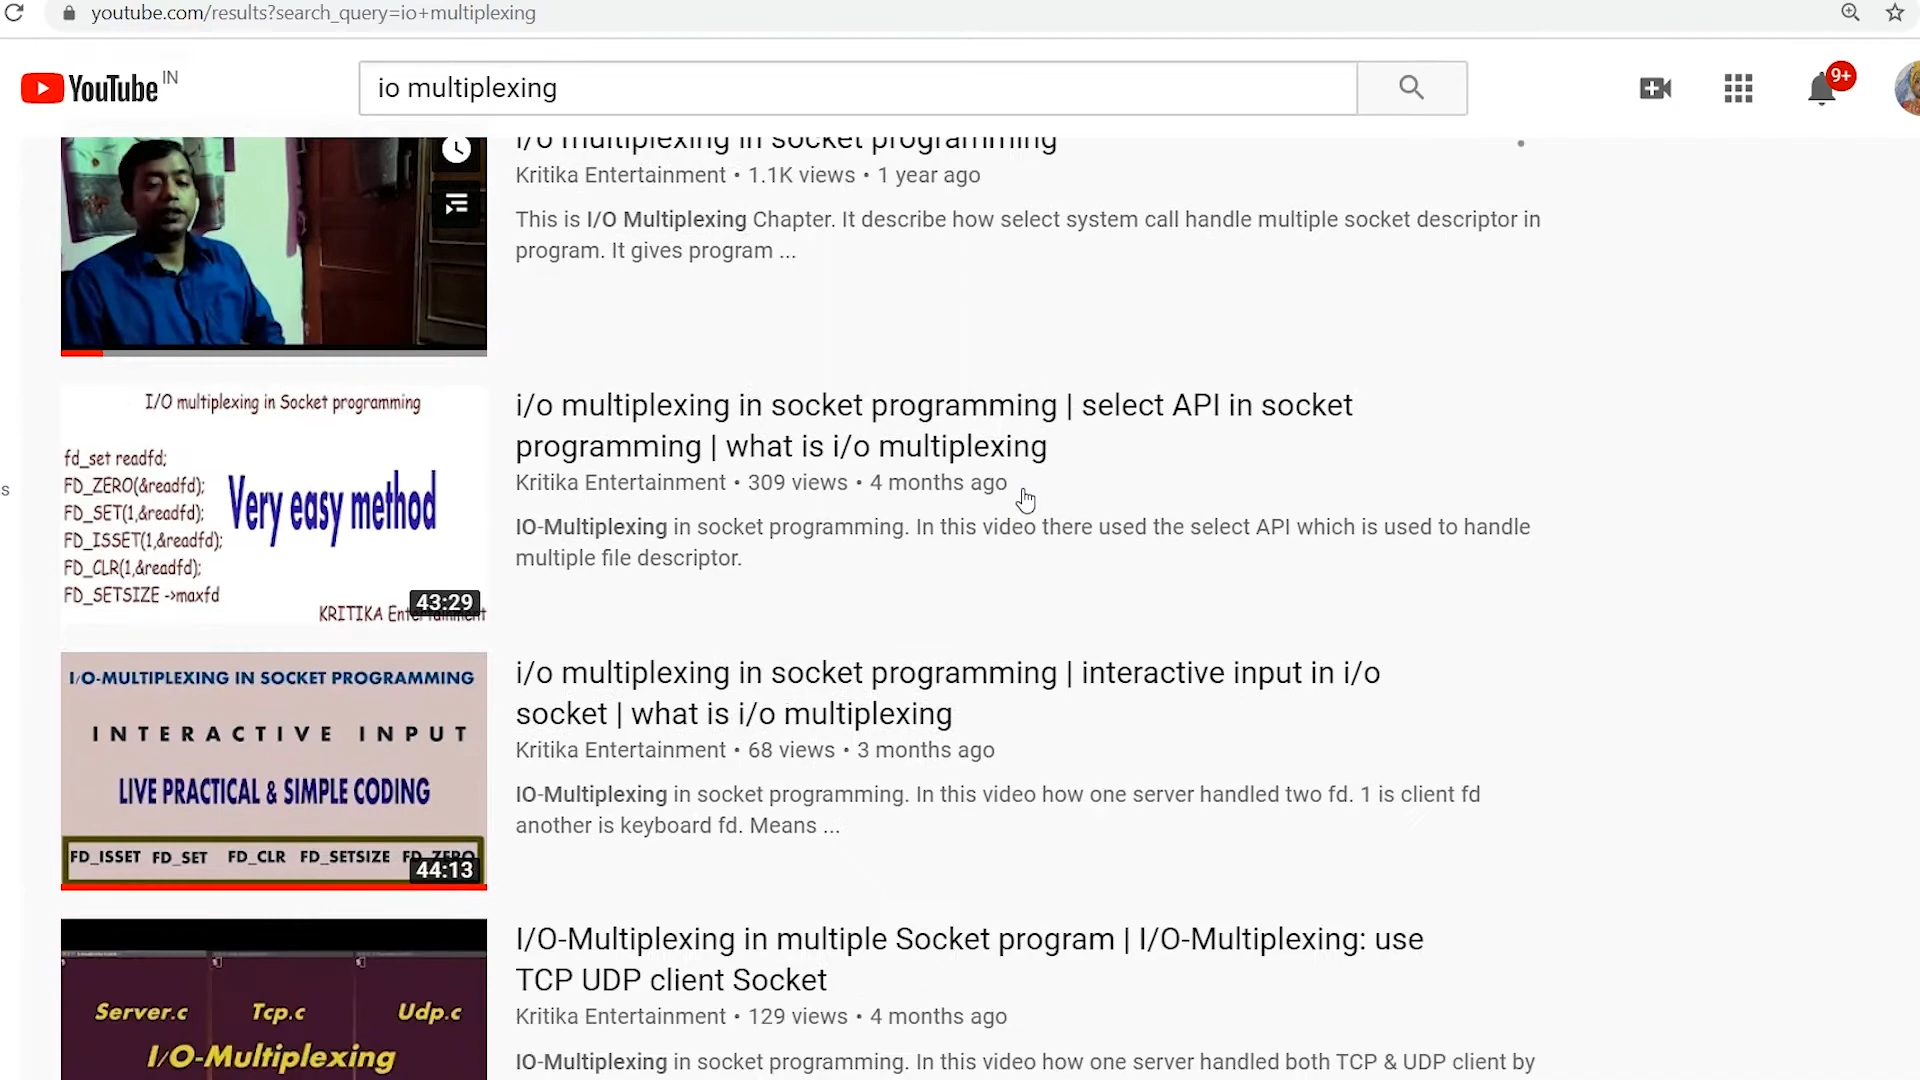 youtube.com/results?search_query=io+multiplexing
YouTube IN
io multiplexing
9+
i/o multiplexing in socket programming
Kritika Entertainment • 1.1K views • 1 year ago
This is I/O Multiplexing Chapter. It describe how select system call handle multiple socket descriptor in
program. It gives program ...
I/O multiplexing in Socket programming
fd_set readfd;
FD_ZERO(&readfd);
FD_SET(1,&readfd);
FD_ISSET(1,&readfd);
FD_CLR(1,&readfd);
FD_SETSIZE ->maxfd
Very easy method
KRITIKA Entertainment
43:29
i/o multiplexing in socket programming | select API in socket
programming | what is i/o multiplexing
Kritika Entertainment • 309 views • 4 months ago
IO-Multiplexing in socket programming. In this video there used the select API which is used to handle
multiple file descriptor.
s
I/O-MULTIPLEXING IN SOCKET PROGRAMMING
INTERACTIVE INPUT
LIVE PRACTICAL & SIMPLE CODING
FD_ISSET FD_SET FD_CLR FD_SETSIZE FD_ZERO
44:13
i/o multiplexing in socket programming | interactive input in i/o
socket | what is i/o multiplexing
Kritika Entertainment • 68 views • 3 months ago
IO-Multiplexing in socket programming. In this video how one server handled two fd. 1 is client fd
another is keyboard fd. Means ...
Server.c Tcp.c Udp.c
I/O-Multiplexing
I/O-Multiplexing in multiple Socket program | I/O-Multiplexing: use
TCP UDP client Socket
Kritika Entertainment • 129 views • 4 months ago
IO-Multiplexing in socket programming. In this video how one server handled both TCP & UDP client by